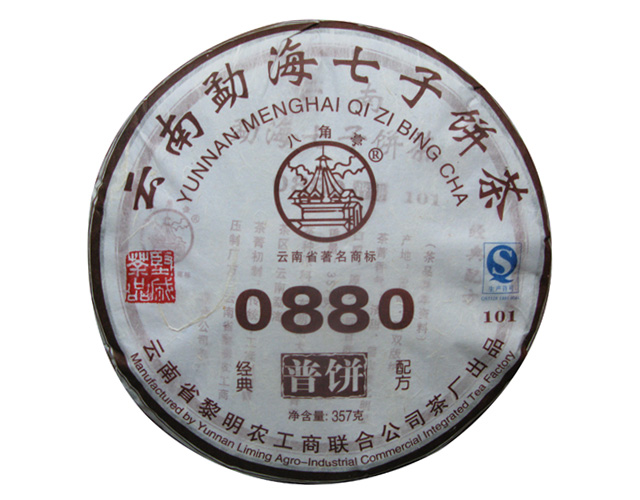 云南勐海七子饼茶
YUNNAN MENGHAI QI ZI BING CHA
八角亭
®
云南省著名商标
101
0880
101
经典 普饼 配方
净含量: 357克
云南省黎明农工商联合公司茶厂出品
Manufactured by Yunnan Liming Agro-Industrial Commercial Integrated Tea Factory